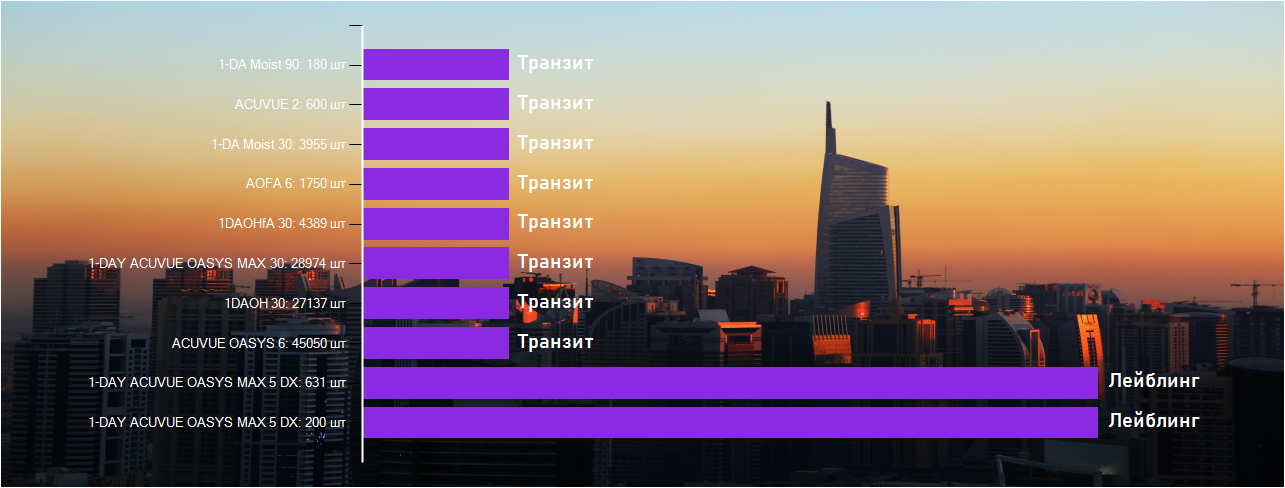 1-DA Moist 90: 180 шт Транзит
ACUVUE 2: 600 шт Транзит
1-DA Moist 30: 3955 шт Транзит
AOFA 6: 1750 шт Транзит
1DAOHfA 30: 4389 шт Транзит
1-DAY ACUVUE OASYS MAX 30: 28974 шт Транзит
1DAOH 30: 27137 шт Транзит
ACUVUE OASYS 6: 45050 шт Транзит
1-DAY ACUVUE OASYS MAX 5 DX: 631 шт Лейблинг
1-DAY ACUVUE OASYS MAX 5 DX: 200 шт Лейблинг